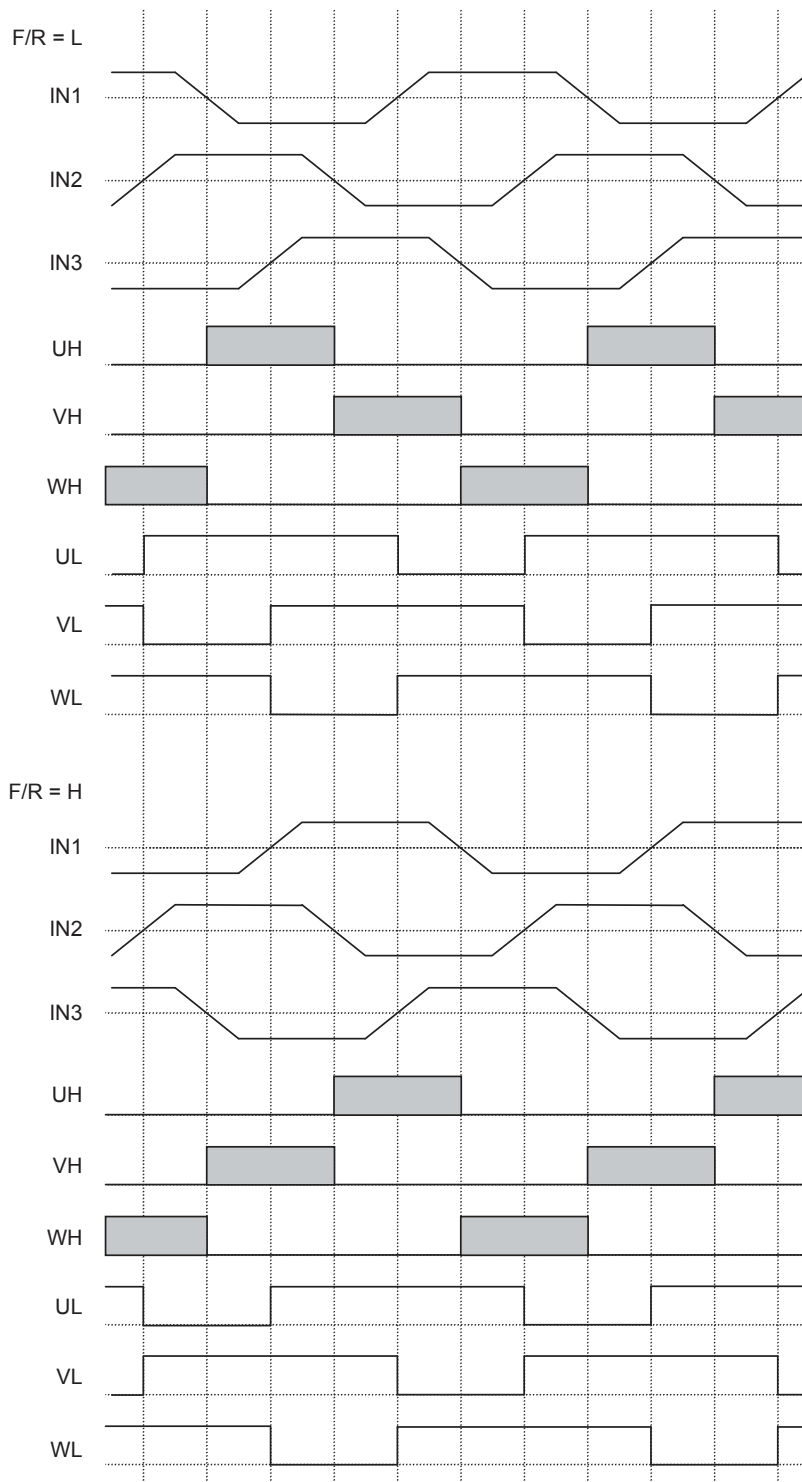 F/R = L
IN1
IN2
IN3
UH
VH
WH
UL
VL
WL
F/R = H
IN1
IN2
IN3
UH
VH
WH
UL
VL
WL